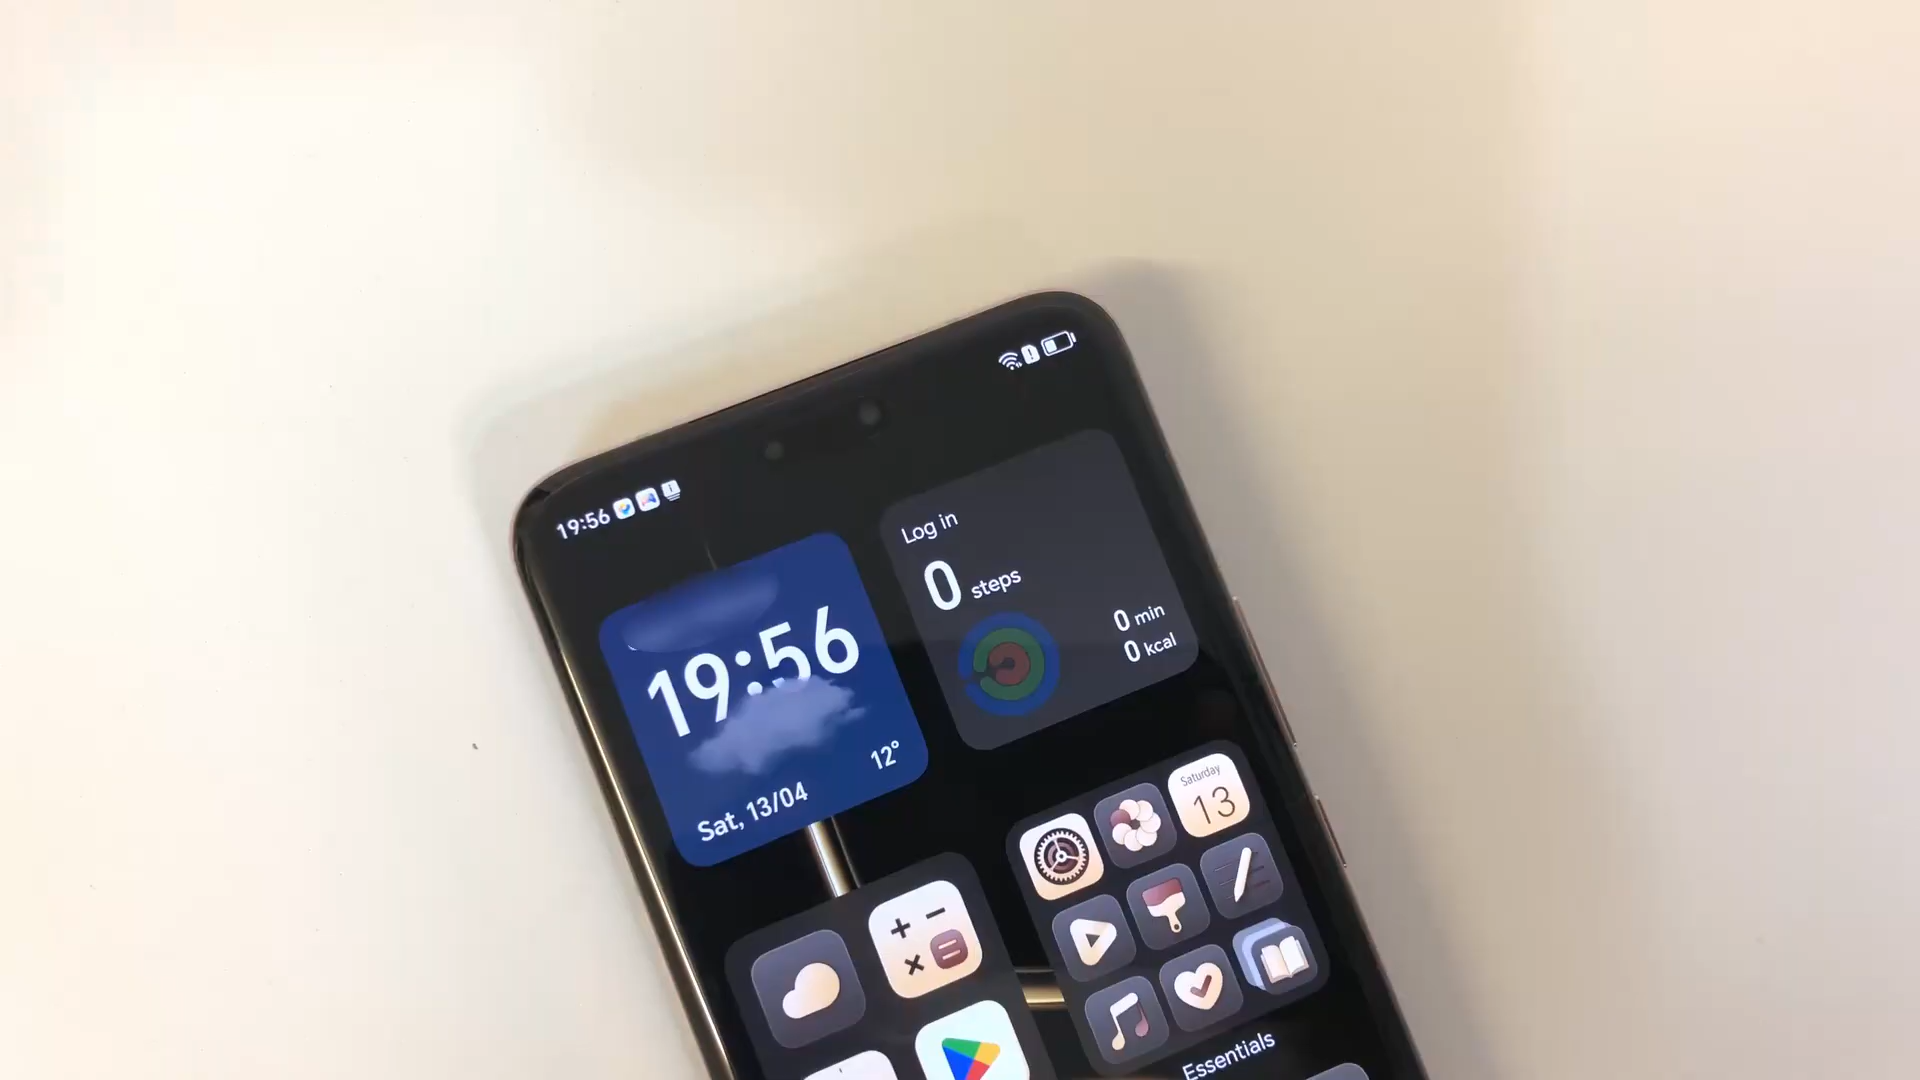 19:56
Log in
0 steps
0 min
0 kcal
19:56
12°
Sat, 13/04
Saturday
13
Essentials